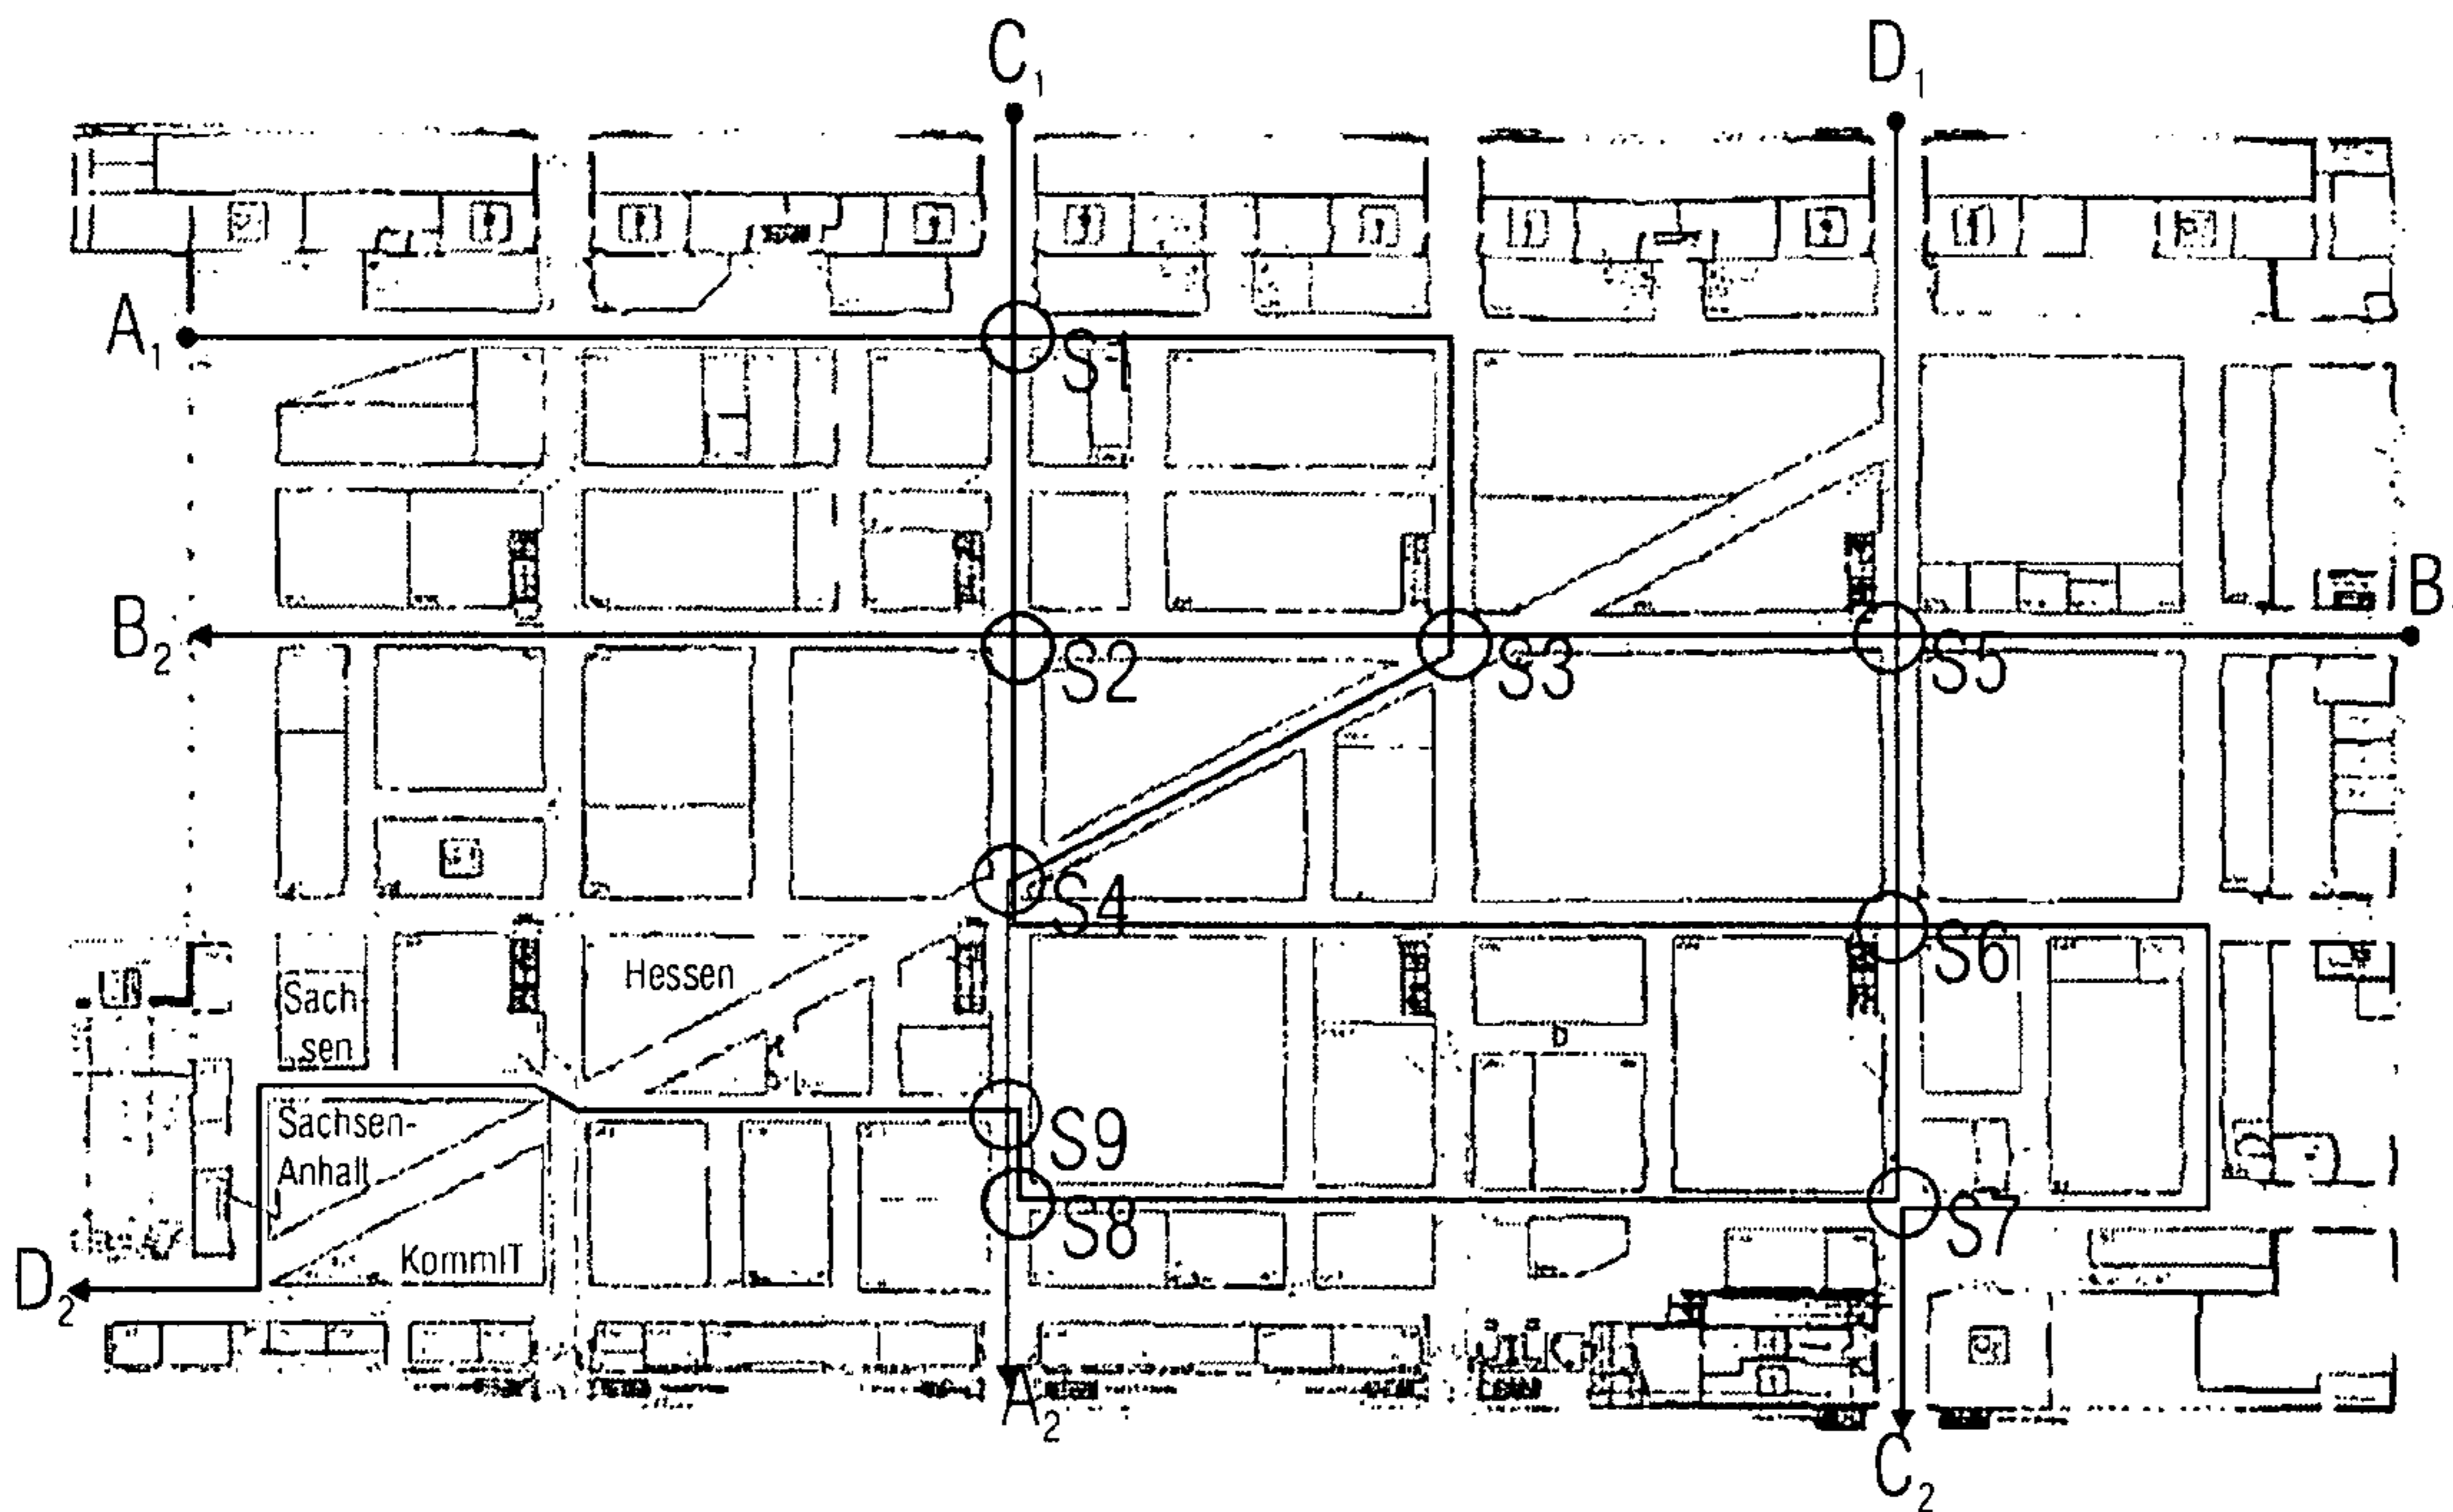 C₁
D₁
A₁
S1
B₂
B
S2
S3
S5
S4
Hessen
Sach-
sen
S6
Sachsen-
Anhalt
S9
S8
S7
KommIT
D₂
A₂
C₂